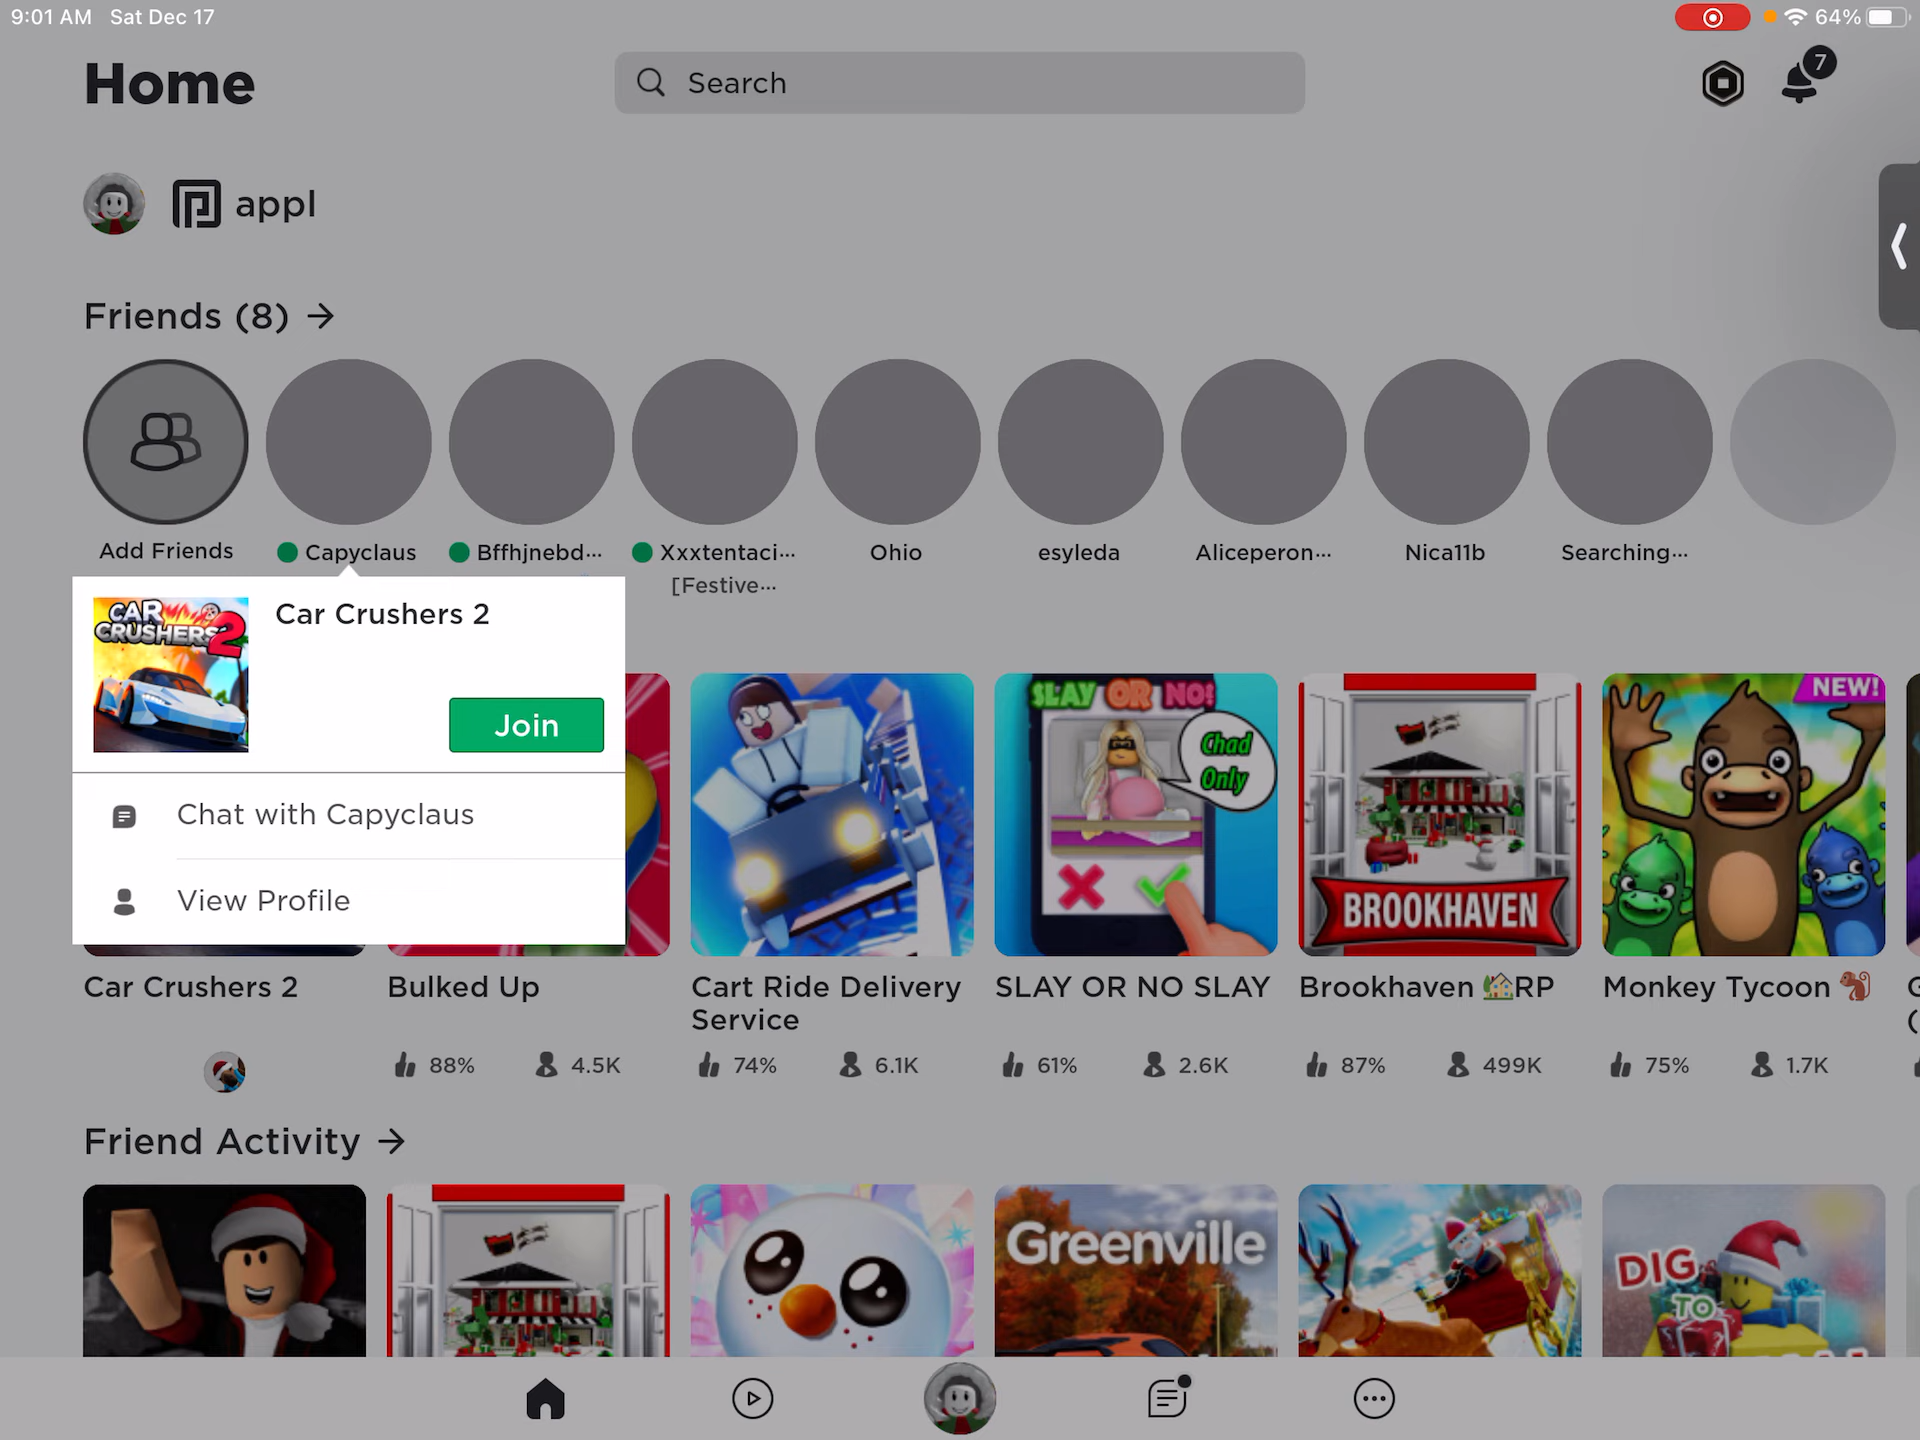 9:01 AM Sat Dec 17
64%
Home
Search
7
appl
Friends (8)
Add Friends
Capyclaus
Bffhjnebd...
Xxxtentaci...
[Festive...
Ohio
esyleda
Aliceperon...
Nica11b
Searching...
CAR CRUSHERS 2
Car Crushers 2
Join
Chat with Capyclaus
View Profile
SLAY OR NO!
Chad
Only
BROOKHAVEN
NEW!
Car Crushers 2
Bulked Up
88%
4.5K
Cart Ride Delivery
Service
74%
6.1K
SLAY OR NO SLAY
61%
2.6K
Brookhaven 🏡RP
87%
499K
Monkey Tycoon 🐒
75%
1.7K
Friend Activity
Greenville
DIG
TO